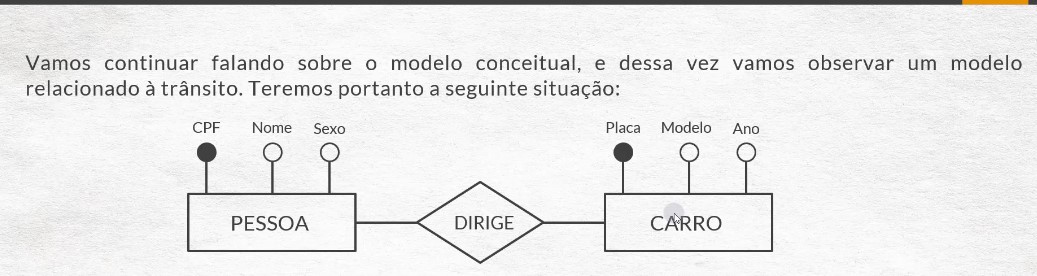 Vamos continuar falando sobre o modelo conceitual, e dessa vez vamos observar um modelo
relacionado à trânsito. Teremos portanto a seguinte situação:
CPF Nome Sexo Placa Modelo Ano
PESSOA DIRIGE CARRO